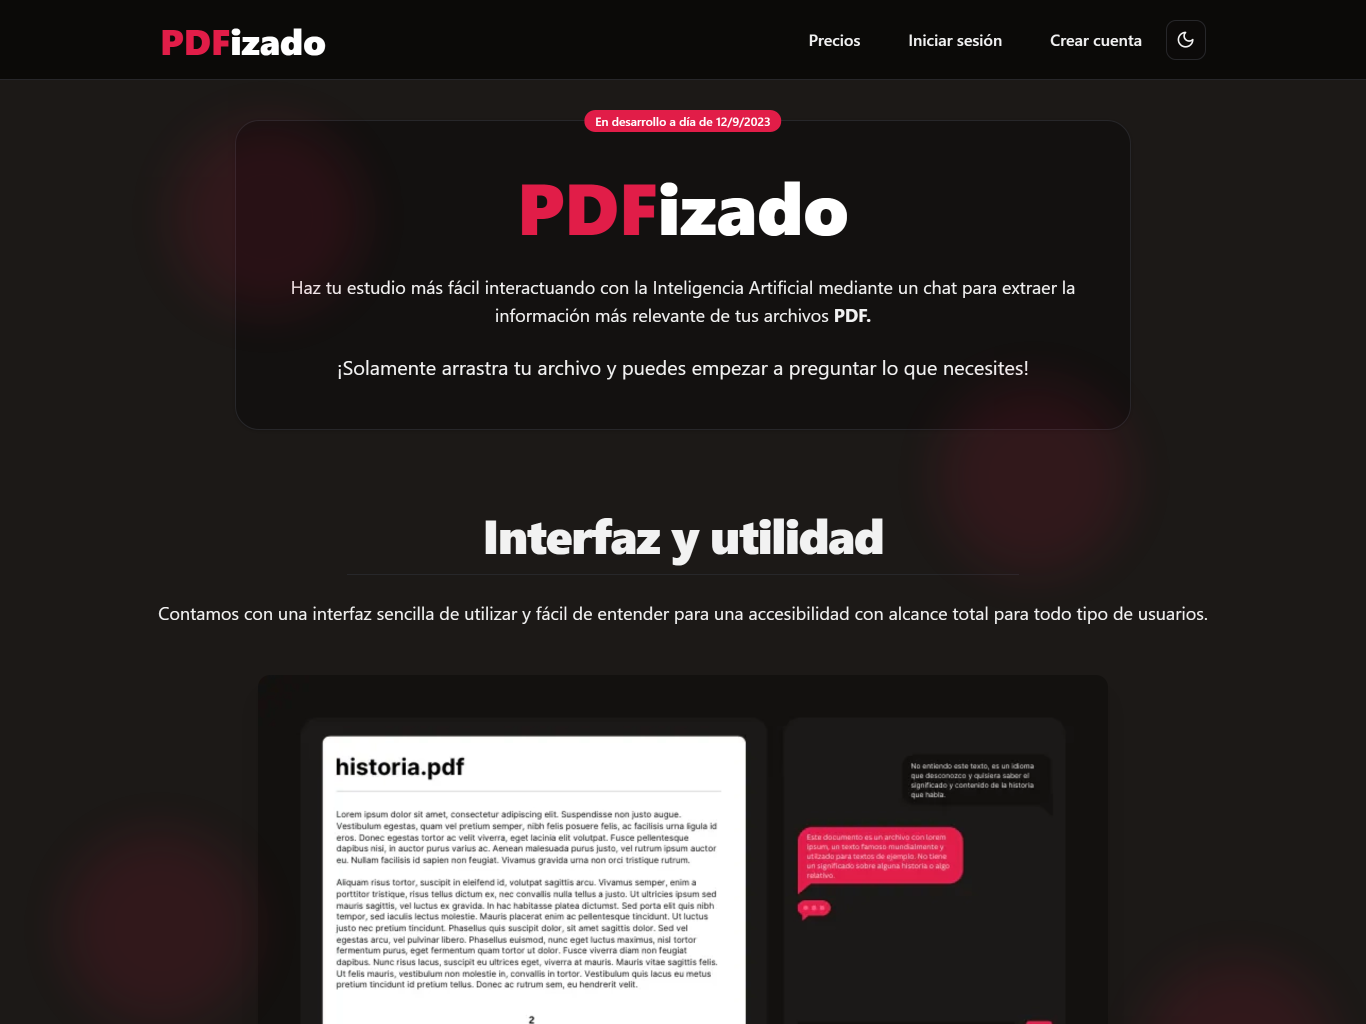 PDFizado
Precios
Iniciar sesión
Crear cuenta
En desarrollo a día de 12/9/2023
PDFizado
Haz tu estudio más fácil interactuando con la Inteligencia Artificial mediante un chat para extraer la
información más relevante de tus archivos PDF.
¡Solamente arrastra tu archivo y puedes empezar a preguntar lo que necesites!
Interfaz y utilidad
Contamos con una interfaz sencilla de utilizar y fácil de entender para una accesibilidad con alcance total para todo tipo de usuarios.
historia.pdf
Lorem ipsum dolor sit amet, consectetur adipiscing elit. Suspendisse non justo augue.
Vestibulum egestas, quam vel pretium semper, nibh felis posuere felis, ac facilisis urna ligula id
eros. Donec egestas tortor ac velit viverra, eget lacinia elit volutpat. Fusce pellentesque
dapibus nisi, in auctor purus varius ac. Aenean malesuada purus justo, vel rutrum ipsum auctor
eu. Nullam facilisis id sapien non feugiat. Vivamus gravida urna non orci tristique rutrum.
Aliquam risus tortor, suscipit in eleifend id, volutpat sagittis arcu. Vivamus semper, enim a
porttitor tristique, risus tellus dictum ex, nec convallis nulla tellus a justo. Ut ultricies ipsum sed
mauris sagittis, vel luctus ex gravida. In hac habitasse platea dictumst. Sed porta elit quis nibh
tempor, sed iaculis lectus molestie. Mauris placerat enim ac pellentesque tincidunt. Ut luctus
justo nec pretium tincidunt. Phasellus quis suscipit dolor, sit amet sagittis dolor. Sed vel
egestas arcu, vel pulvinar libero. Phasellus euismod, nunc eget luctus maximus, nisl tortor
fermentum purus, eget fermentum quam tortor ut dolor. Fusce viverra diam non feugiat
dapibus. Nunc risus lacus, suscipit eu ultrices eget, viverra at mauris. Mauris vitae sagittis felis.
Ut felis mauris, vestibulum non molestie in, convallis in tortor. Vestibulum quis lacus eu metus
pretium tincidunt id pretium tellus. Donec ac rutrum sem, eu hendrerit velit.
2
No entiendo este texto, es un idioma
que desconozco y quisiera saber el
significado y contenido de la historia
que habla.
Este documento es un archivo con lorem
ipsum, un texto famoso mundialmente y
utilizado para textos de ejemplo. No tiene
un significado sobre alguna historia o algo
relativo.